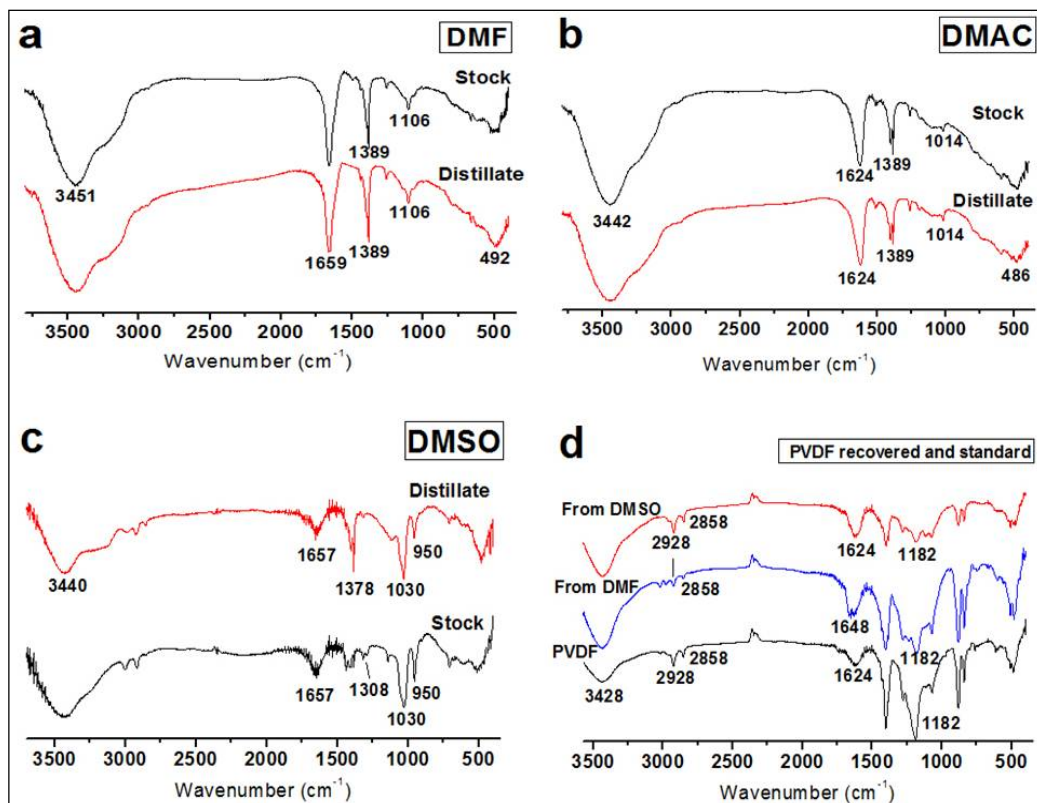 a
DMF
Stock
1106
1389
3451
Distillate
1106
1659
1389
492
3500 3000 2500 2000 1500 1000 500
Wavenumber (cm⁻¹)
b
DMAC
Stock
1014
1624
1389
3442
Distillate
1014
1624
1389
486
3500 3000 2500 2000 1500 1000 500
Wavenumber (cm⁻¹)
c
DMSO
Distillate
1657
950
3440
1378
1030
Stock
1657
1308
950
1030
3500 3000 2500 2000 1500 1000 500
Wavenumber (cm⁻¹)
d
PVDF recovered and standard
From DMSO
2928
2858
1624
1182
From DMF
2858
1648
1182
PVDF
3428
2928
2858
1624
1182
3500 3000 2500 2000 1500 1000 500
Wavenumber (cm⁻¹)